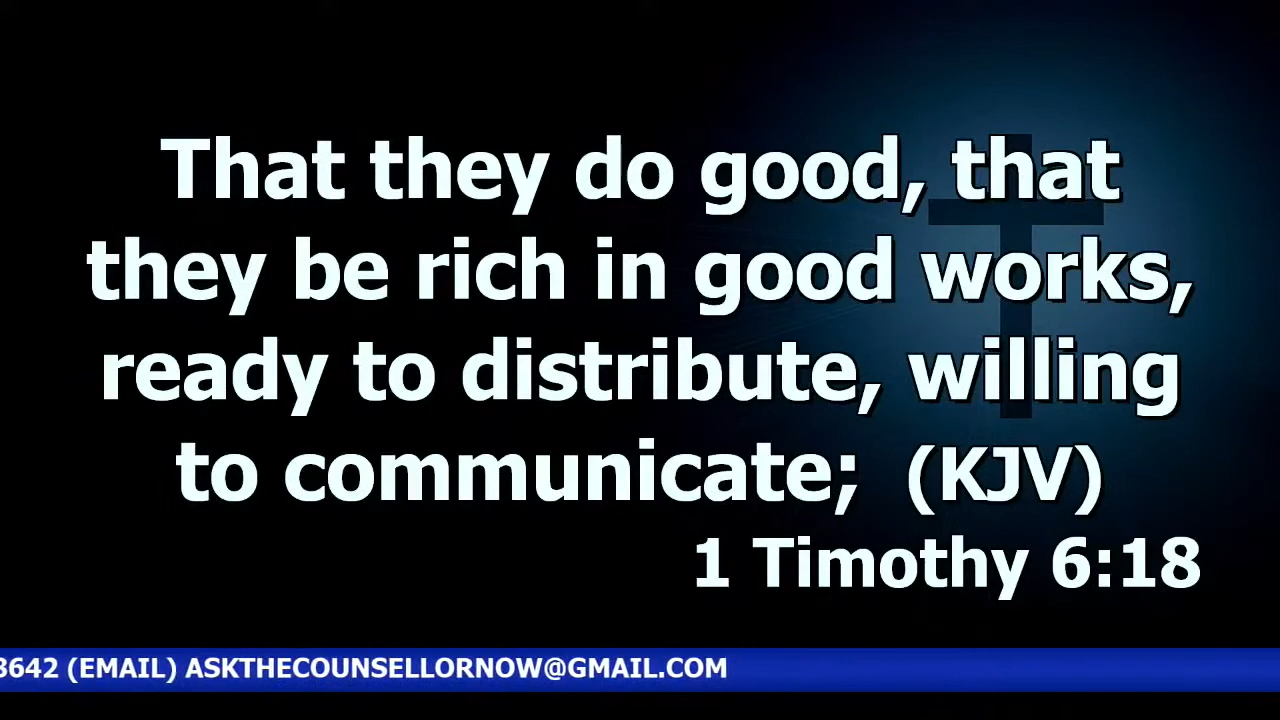 That they do good, that
they be rich in good works,
ready to distribute, willing
to communicate; (KJV)
1 Timothy 6:18
3642 (EMAIL) ASKTHECOUNSELLORNOW@GMAIL.COM